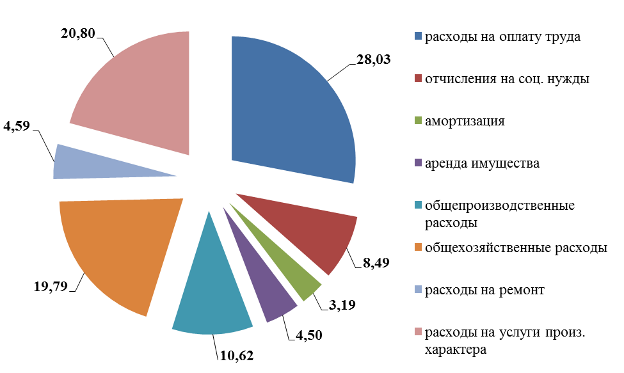 20,80
28,03
4,59
19,79
10,62
4,50
3,19
8,49
расходы на оплату труда
отчисления на соц. нужды
амортизация
аренда имущества
общепроизводственные
расходы
общехозяйственные расходы
расходы на ремонт
расходы на услуги произ.
характера